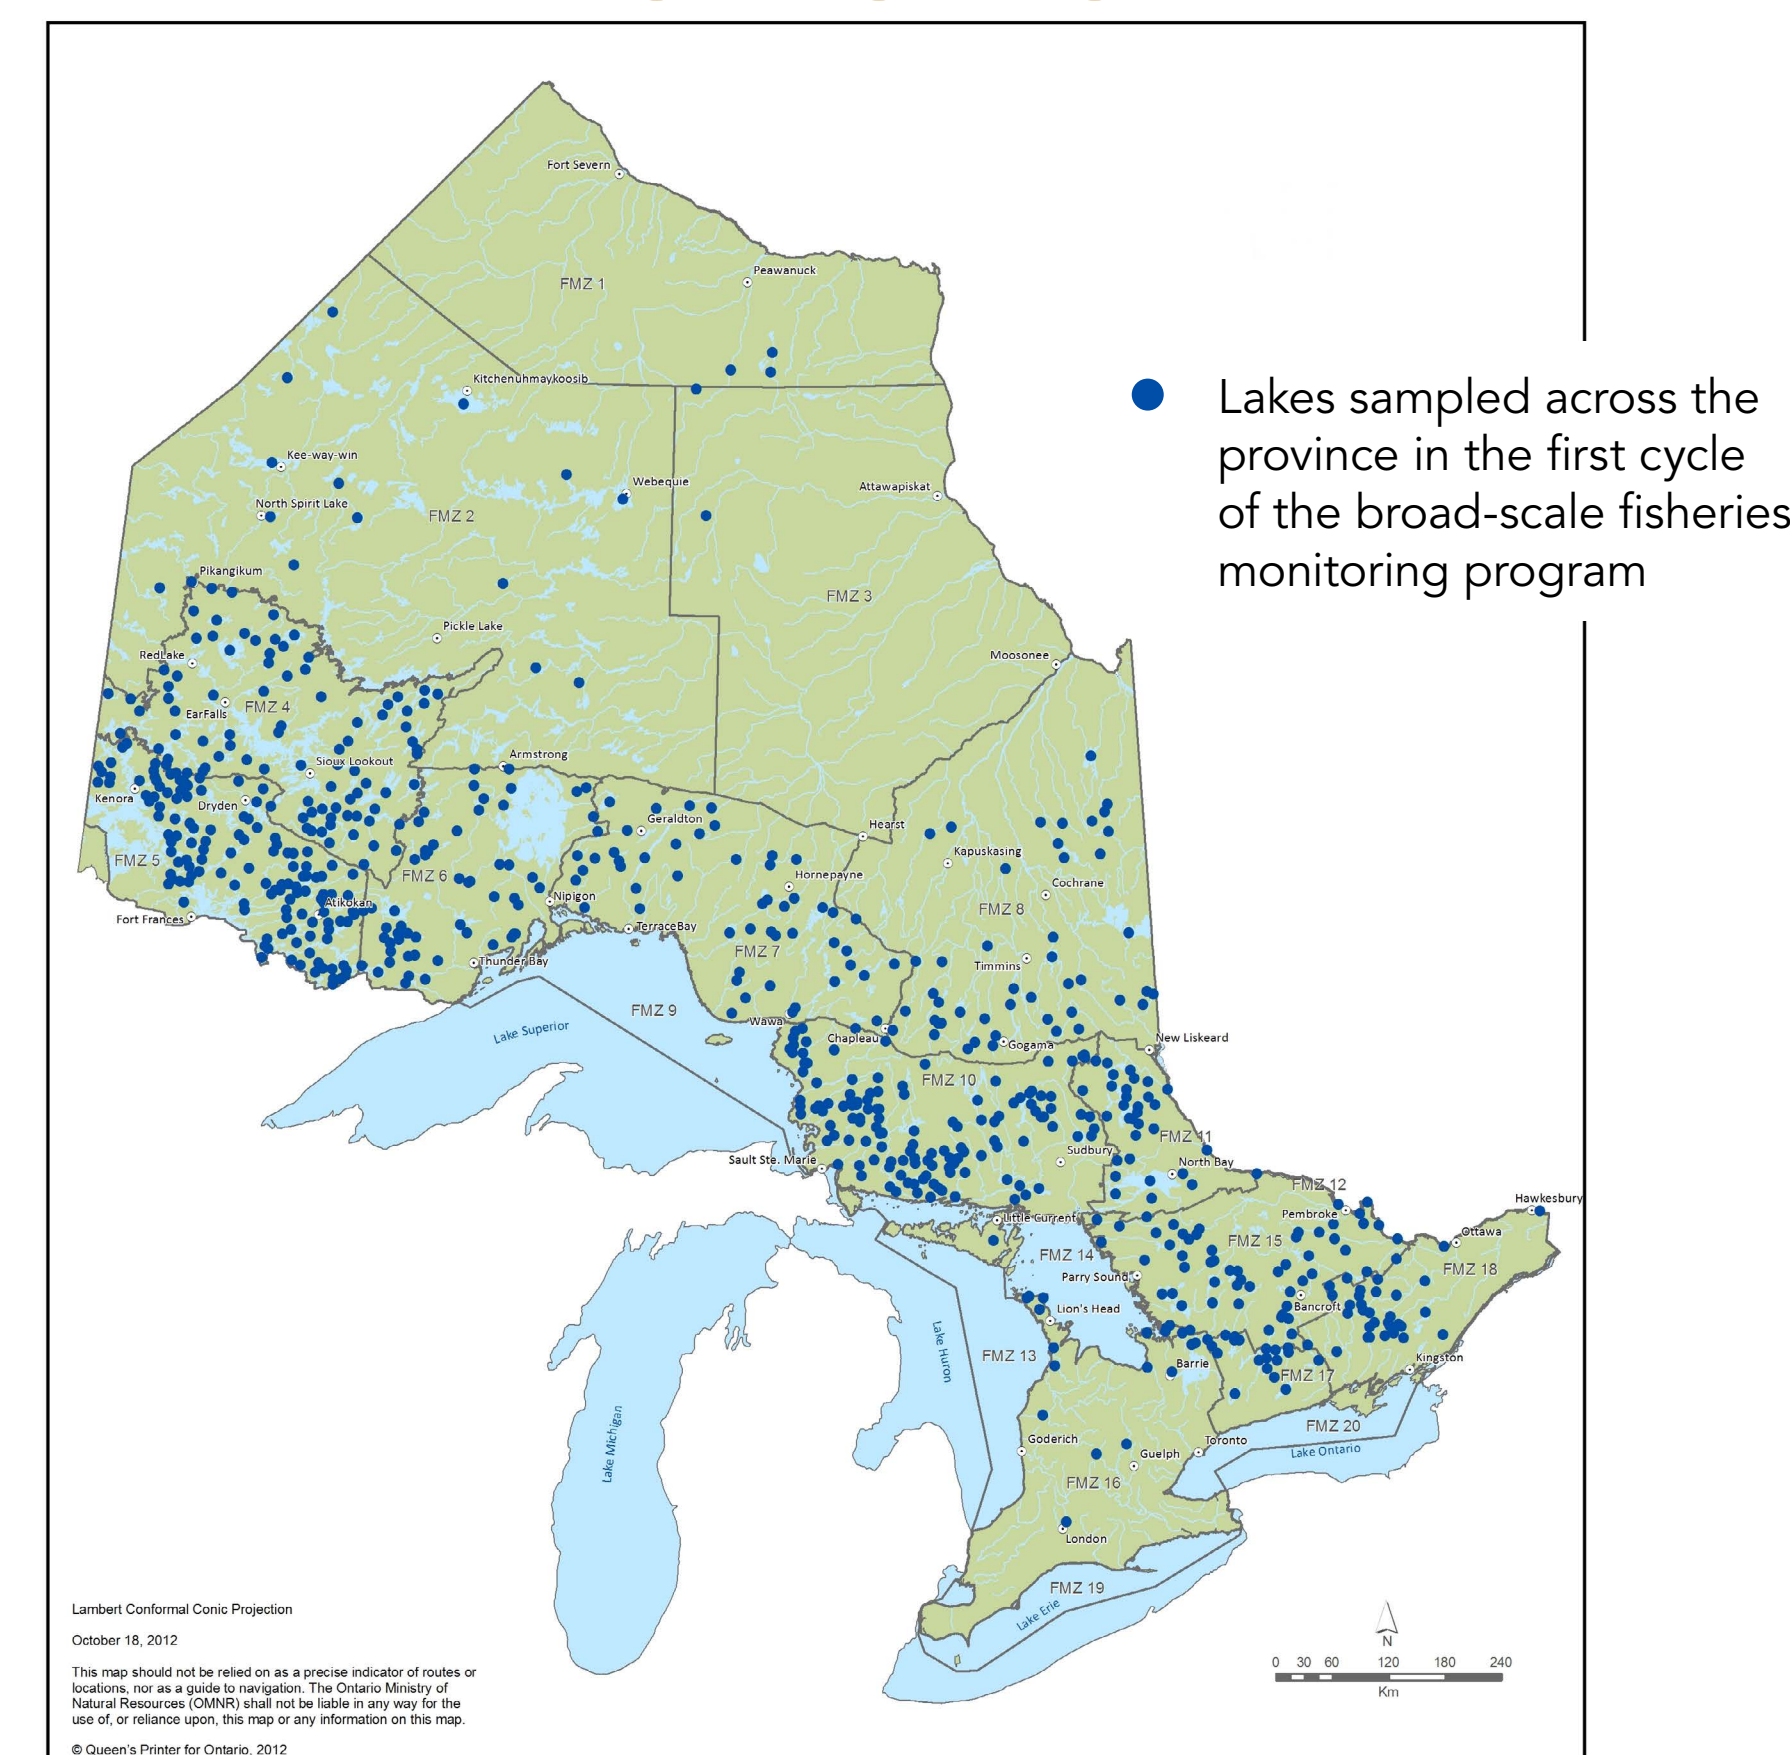 Fort Severn
Peawanuck
FMZ 1
Kitchenuhmaykoosib
Lakes sampled across the
province in the first cycle
of the broad-scale fisheries
monitoring program
Kee-way-win
Webequie
Attawapiskat
North Spirit Lake
FMZ 2
Pikangikum
FMZ 3
Pickle Lake
RedLake
Moosonee
EarFalls
FMZ 4
Armstrong
Sioux Lookout
Kenora
Dryden
Geraldton
Hearst
FMZ 5
Kapuskasing
FMZ 6
Hornepayne
Cochrane
Nipigon
Atikokan
FMZ 8
Fort Frances
TerraceBay
FMZ 7
Thunder Bay
Timmins
FMZ 9
Wawa
Lake Superior
Chapleau
Gogama
New Liskeard
FMZ 10
FMZ 11
Sudbury
Sault Ste. Marie
North Bay
FMZ 12
Hawkesbury
Little Current
Pembroke
Ottawa
FMZ 15
FMZ 14
FMZ 18
Parry Sound
Lion's Head
Bancroft
Lake Huron
FMZ 13
Barrie
Kingston
FMZ 17
FMZ 20
Lake Michigan
Goderich
Toronto
Lake Ontario
Guelph
FMZ 16
London
FMZ 19
Lake Erie
Lambert Conformal Conic Projection
October 18, 2012
This map should not be relied on as a precise indicator of routes or
locations, nor as a guide to navigation. The Ontario Ministry of
Natural Resources (OMNR) shall not be liable in any way for the
use of, or reliance upon, this map or any information on this map.
© Queen's Printer for Ontario, 2012
N
0 30 60 120 180 240
Km